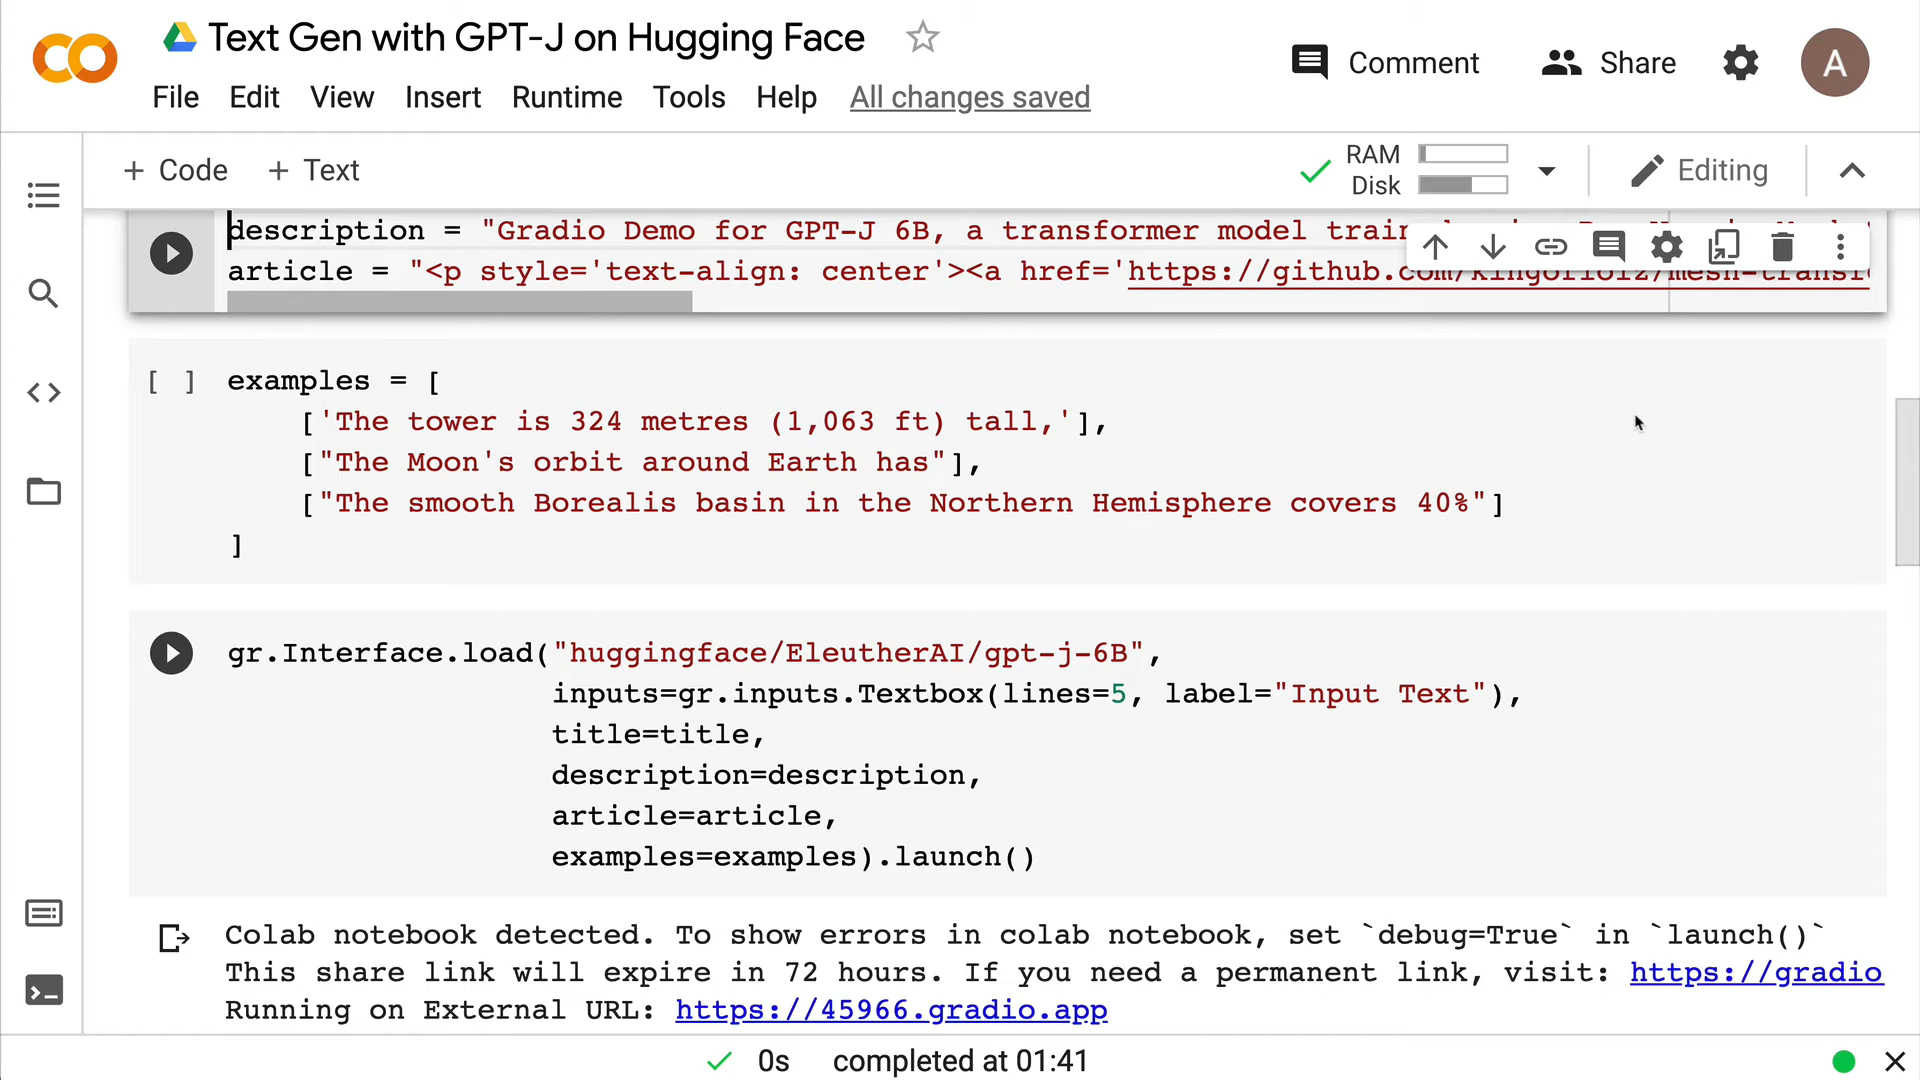 Text Gen with GPT-J on Hugging Face
Comment
Share
A
File Edit View Insert Runtime Tools Help All changes saved
+ Code + Text
RAM
Disk
Editing
description = "Gradio Demo for GPT-J 6B, a transformer model
article = "<p style='text-align: center'><a href='https://github.com/kingoflolz/mesh-transf
[ ] examples = [
['The tower is 324 metres (1,063 ft) tall,'],
["The Moon's orbit around Earth has"],
["The smooth Borealis basin in the Northern Hemisphere covers 40%"]
]
gr.Interface.load("huggingface/EleutherAI/gpt-j-6B",
inputs=gr.inputs.Textbox(lines=5, label="Input Text"),
title=title,
description=description,
article=article,
examples=examples).launch()
Colab notebook detected. To show errors in colab notebook, set `debug=True` in `launch()`
This share link will expire in 72 hours. If you need a permanent link, visit: https://gradio
Running on External URL: https://45966.gradio.app
0s completed at 01:41